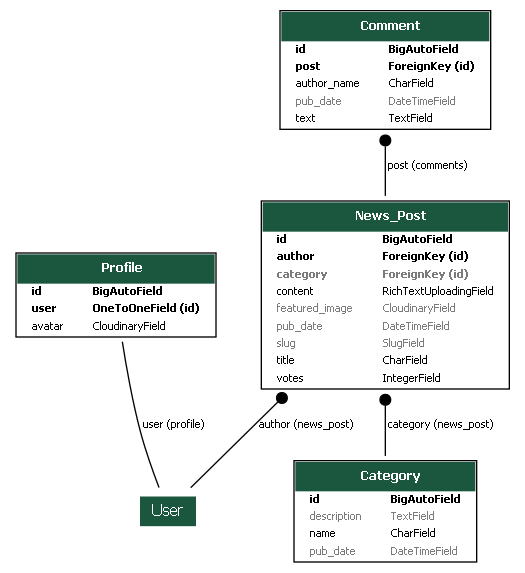 Comment
id BigAutoField
post ForeignKey (id)
author_name CharField
pub_date DateTimeField
text TextField
post (comments)
News_Post
id BigAutoField
author ForeignKey (id)
category ForeignKey (id)
content RichTextUploadingField
featured_image CloudinaryField
pub_date DateTimeField
slug SlugField
title CharField
votes IntegerField
Profile
id BigAutoField
user OneToOneField (id)
avatar CloudinaryField
user (profile)
author (news_post)
category (news_post)
User
Category
id BigAutoField
description TextField
name CharField
pub_date DateTimeField